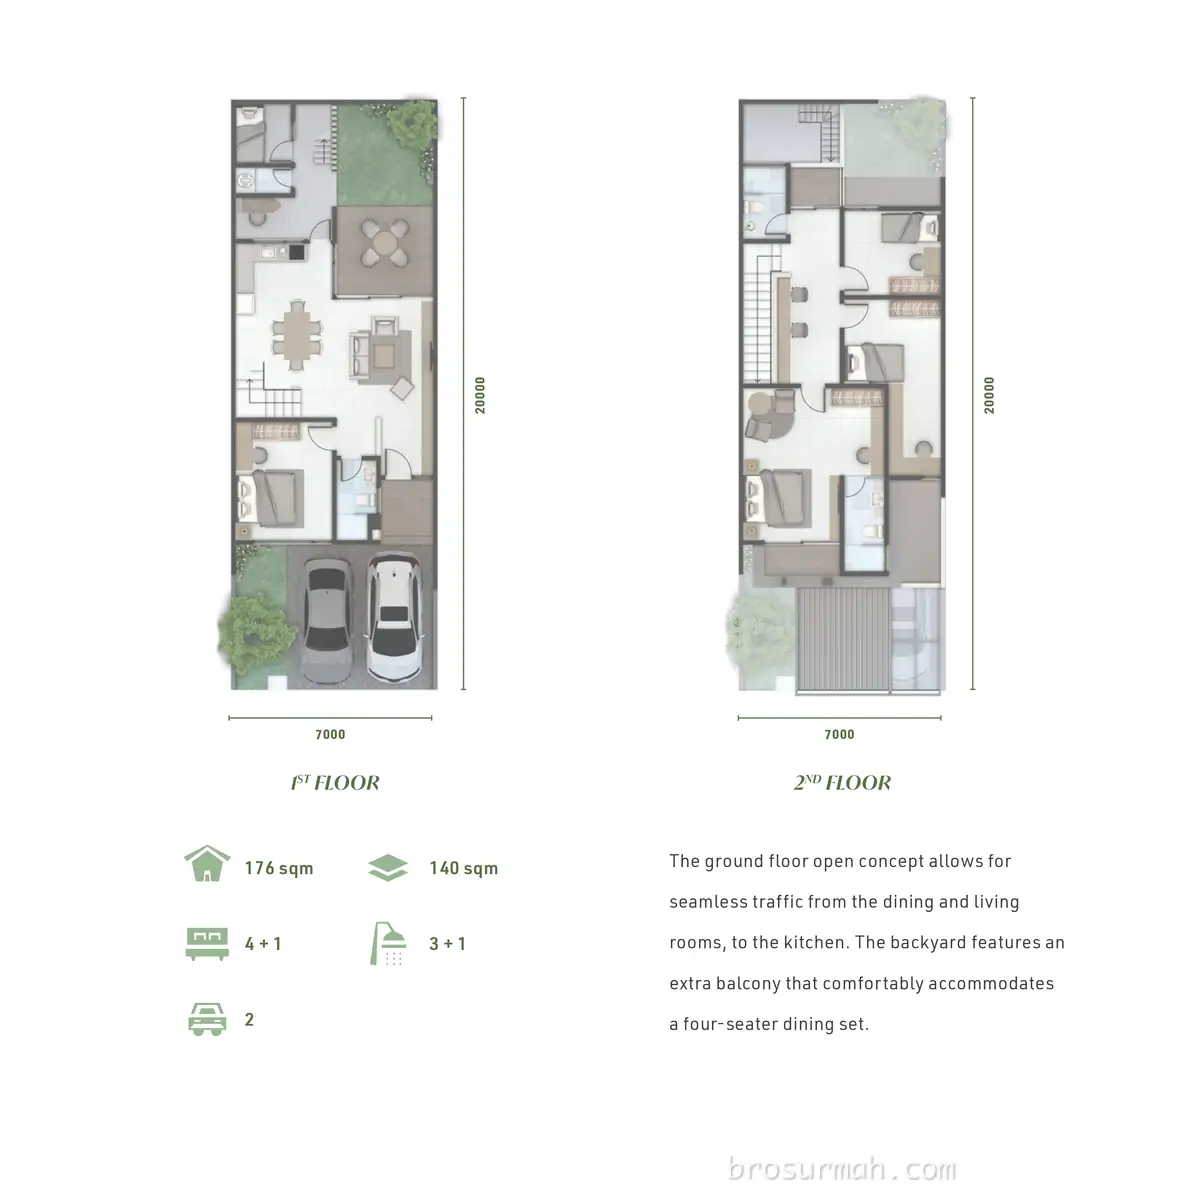 20000
20000
7000
7000
1ST FLOOR
2ND FLOOR
176 sqm
140 sqm
4 + 1
3 + 1
2
The ground floor open concept allows for
seamless traffic from the dining and living
rooms, to the kitchen. The backyard features an
extra balcony that comfortably accommodates
a four-seater dining set.
brosurmah.com